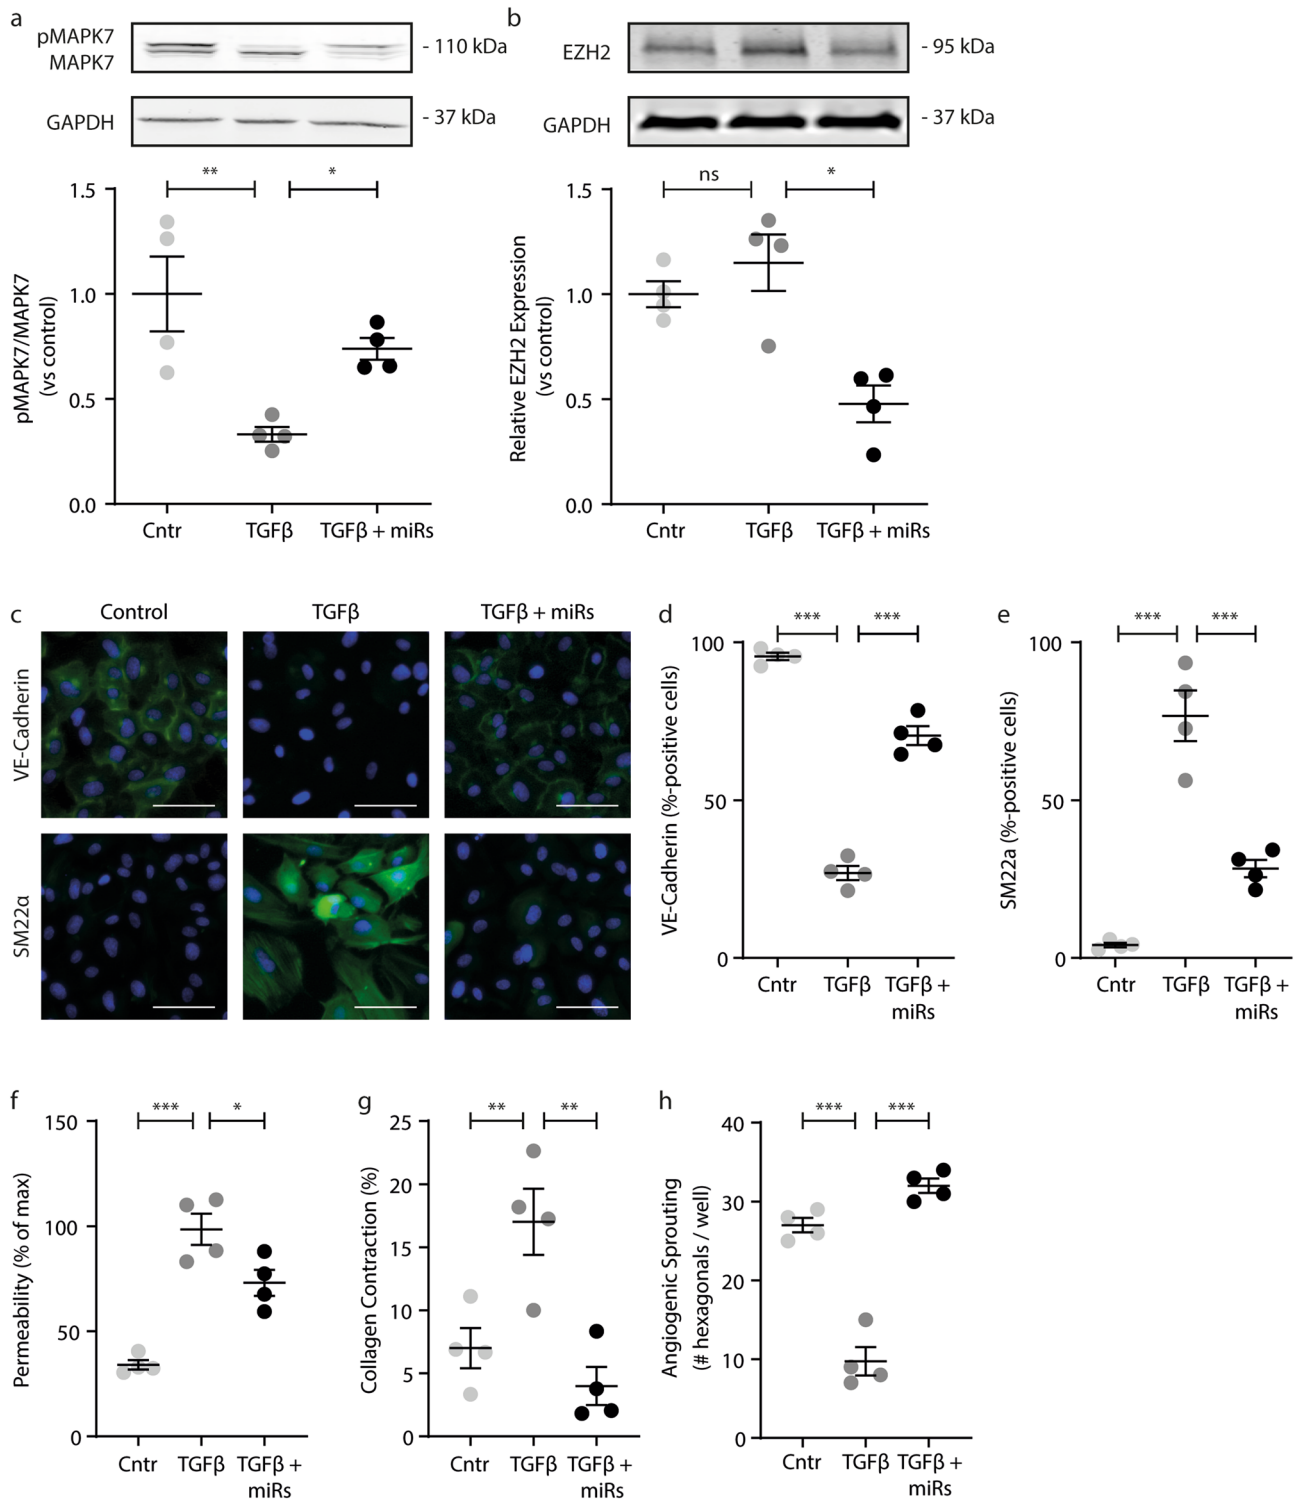 a
pMAPK7
MAPK7
- 110 kDa
GAPDH
- 37 kDa
** *
1.5
1.0
0.5
0.0
pMAPK7/MAPK7
(vs control)
Cntr TGFβ TGFβ + miRs
b
EZH2
- 95 kDa
GAPDH
- 37 kDa
ns *
1.5
1.0
0.5
0.0
Relative EZH2 Expression
(vs control)
Cntr TGFβ TGFβ + miRs
c
Control TGFβ TGFβ + miRs
VE-Cadherin
SM22α
d
*** ***
100
50
0
VE-Cadherin (%-positive cells)
Cntr TGFβ TGFβ +
miRs
e
*** ***
100
50
0
SM22a (%-positive cells)
Cntr TGFβ TGFβ +
miRs
f
*** *
150
100
50
0
Permeability (% of max)
Cntr TGFβ TGFβ +
miRs
g
** **
25
20
15
10
5
0
Collagen Contraction (%)
Cntr TGFβ TGFβ +
miRs
h
*** ***
40
30
20
10
0
Angiogenic Sprouting
(# hexagonals / well)
Cntr TGFβ TGFβ +
miRs